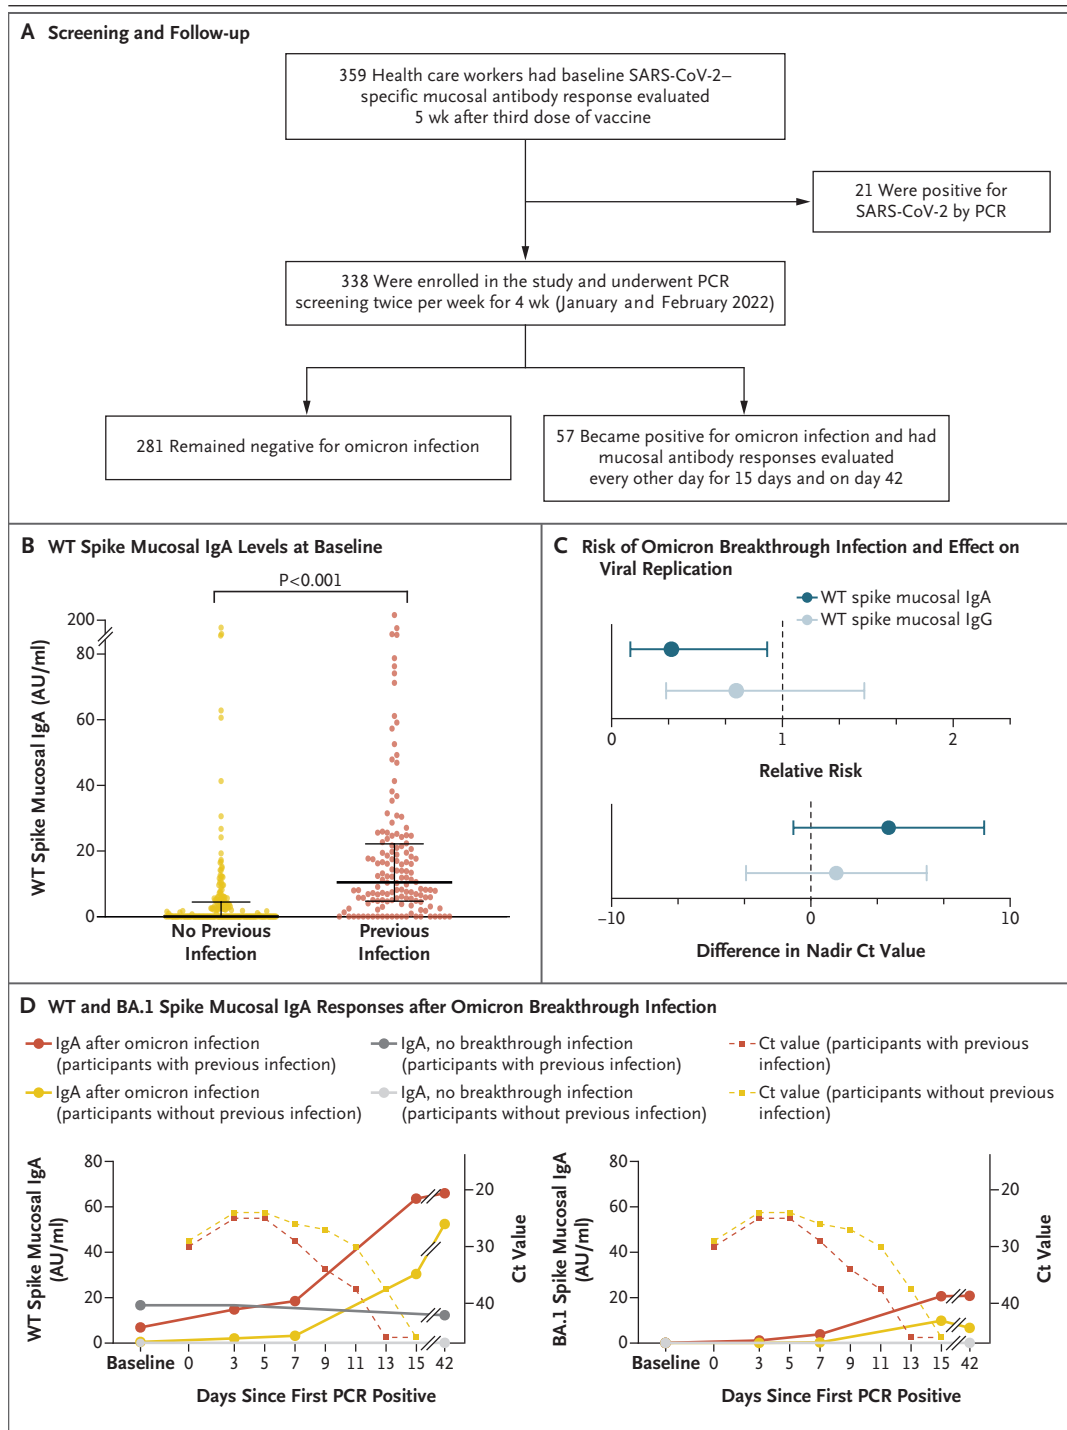 A Screening and Follow-up
359 Health care workers had baseline SARS-CoV-2–
specific mucosal antibody response evaluated
5 wk after third dose of vaccine
21 Were positive for
SARS-CoV-2 by PCR
338 Were enrolled in the study and underwent PCR
screening twice per week for 4 wk (January and February 2022)
281 Remained negative for omicron infection
57 Became positive for omicron infection and had
mucosal antibody responses evaluated
every other day for 15 days and on day 42
B WT Spike Mucosal IgA Levels at Baseline
P<0.001
WT Spike Mucosal IgA (AU/ml)
200
80
60
40
20
0
No Previous
Infection
Previous
Infection
C Risk of Omicron Breakthrough Infection and Effect on
Viral Replication
WT spike mucosal IgA
WT spike mucosal IgG
0 1 2
Relative Risk
−10 0 10
Difference in Nadir Ct Value
D WT and BA.1 Spike Mucosal IgA Responses after Omicron Breakthrough Infection
IgA after omicron infection
(participants with previous infection)
IgA after omicron infection
(participants without previous infection)
IgA, no breakthrough infection
(participants with previous infection)
IgA, no breakthrough infection
(participants without previous infection)
Ct value (participants with previous
infection)
Ct value (participants without previous
infection)
WT Spike Mucosal IgA
(AU/ml)
80
60
40
20
0
Baseline 0 3 5 7 9 11 13 15 42
Days Since First PCR Positive
20
30
40
Ct Value
BA.1 Spike Mucosal IgA
(AU/ml)
80
60
40
20
0
Baseline 0 3 5 7 9 11 13 15 42
Days Since First PCR Positive
20
30
40
Ct Value